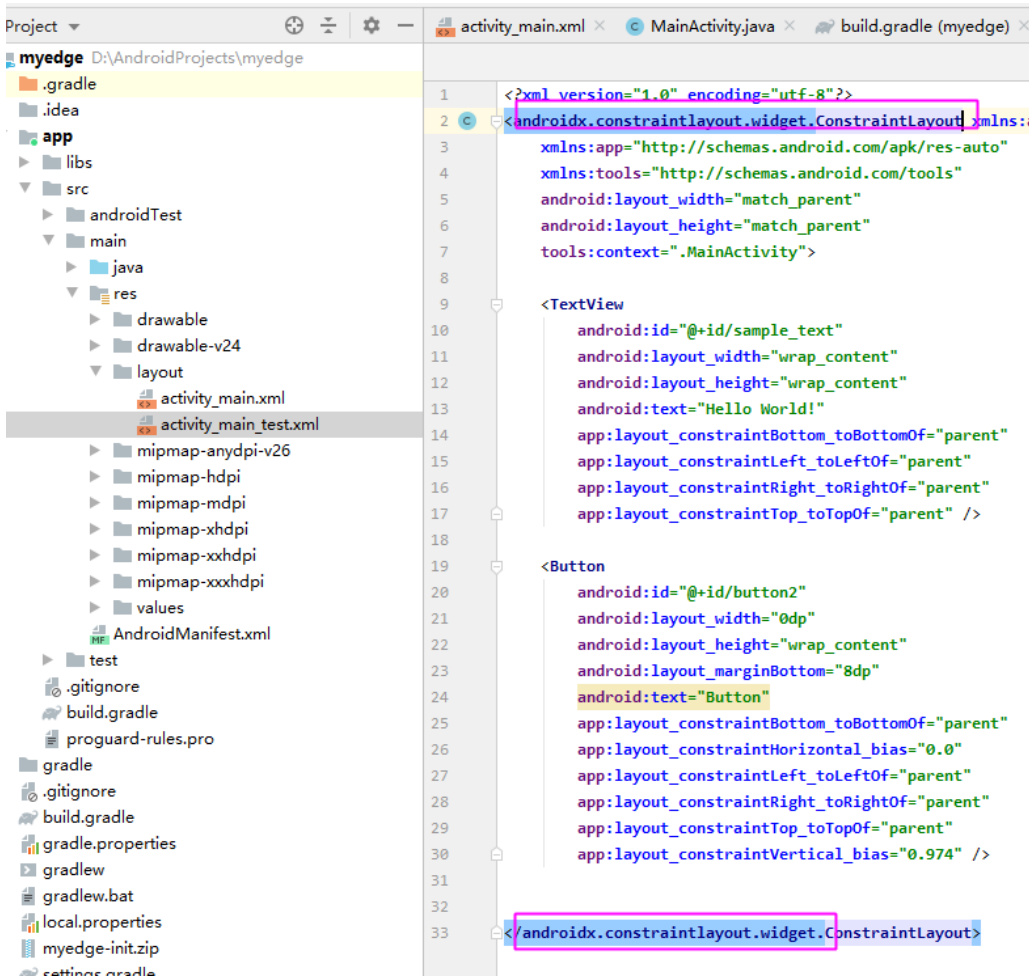 Project
myedge D:\AndroidProjects\myedge
.gradle
.idea
app
libs
src
androidTest
main
java
res
drawable
drawable-v24
layout
activity_main.xml
activity_main_test.xml
mipmap-anydpi-v26
mipmap-hdpi
mipmap-mdpi
mipmap-xhdpi
mipmap-xxhdpi
mipmap-xxxhdpi
values
MF AndroidManifest.xml
test
.gitignore
build.gradle
proguard-rules.pro
gradle
.gitignore
build.gradle
gradle.properties
gradlew
gradlew.bat
local.properties
myedge-init.zip
settings.gradle
activity_main.xml × C MainActivity.java × build.gradle (myedge) ×
1 <?xml version="1.0" encoding="utf-8"?>
2 C <androidx.constraintlayout.widget.ConstraintLayout xmlns:a
3 xmlns:app="http://schemas.android.com/apk/res-auto"
4 xmlns:tools="http://schemas.android.com/tools"
5 android:layout_width="match_parent"
6 android:layout_height="match_parent"
7 tools:context=".MainActivity">
8
9 <TextView
10 android:id="@+id/sample_text"
11 android:layout_width="wrap_content"
12 android:layout_height="wrap_content"
13 android:text="Hello World!"
14 app:layout_constraintBottom_toBottomOf="parent"
15 app:layout_constraintLeft_toLeftOf="parent"
16 app:layout_constraintRight_toRightOf="parent"
17 app:layout_constraintTop_toTopOf="parent" />
18
19 <Button
20 android:id="@+id/button2"
21 android:layout_width="0dp"
22 android:layout_height="wrap_content"
23 android:layout_marginBottom="8dp"
24 android:text="Button"
25 app:layout_constraintBottom_toBottomOf="parent"
26 app:layout_constraintHorizontal_bias="0.0"
27 app:layout_constraintLeft_toLeftOf="parent"
28 app:layout_constraintRight_toRightOf="parent"
29 app:layout_constraintTop_toTopOf="parent"
30 app:layout_constraintVertical_bias="0.974" />
31
32
33 </androidx.constraintlayout.widget.ConstraintLayout>